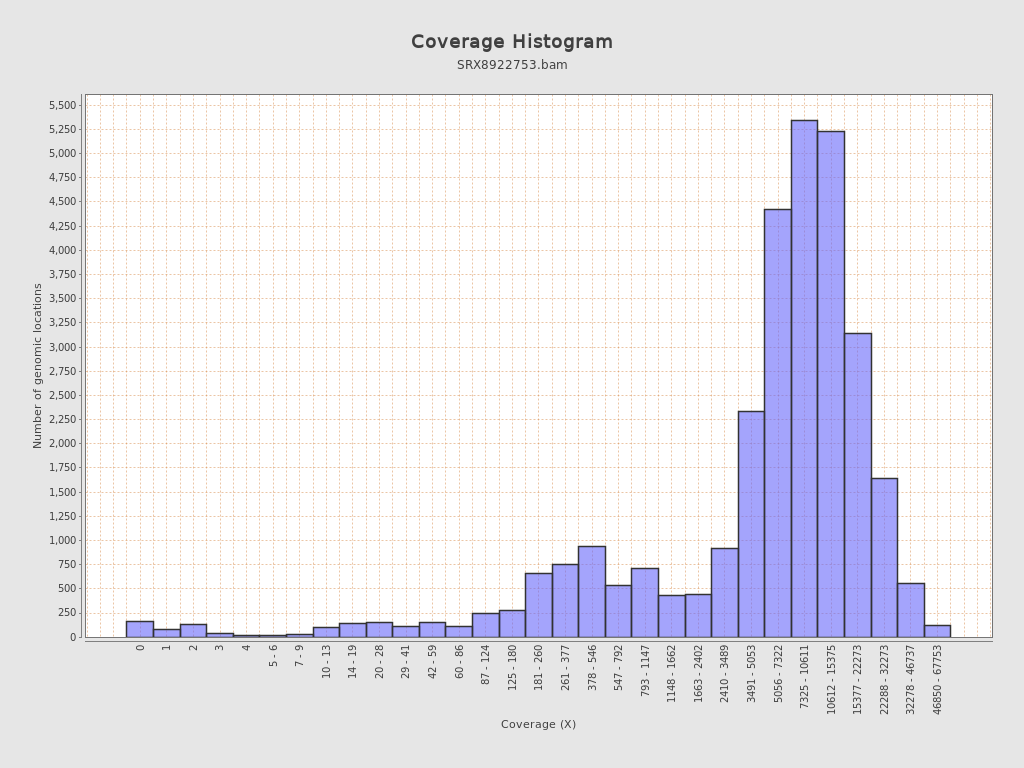 Coverage Histogram
SRX8922753.bam
Number of genomic locations
5,500
5,250
5,000
4,750
4,500
4,250
4,000
3,750
3,500
3,250
3,000
2,750
2,500
2,250
2,000
1,750
1,500
1,250
1,000
750
500
250
0
0
1
2
3
4
5 - 6
7 - 9
10 - 13
14 - 19
20 - 28
29 - 41
42 - 59
60 - 86
87 - 124
125 - 180
181 - 260
261 - 377
378 - 546
547 - 792
793 - 1147
1148 - 1662
1663 - 2402
2410 - 3489
3491 - 5053
5056 - 7322
7325 - 10611
10612 - 15375
15377 - 22273
22288 - 32273
32278 - 46737
46850 - 67753
Coverage (X)